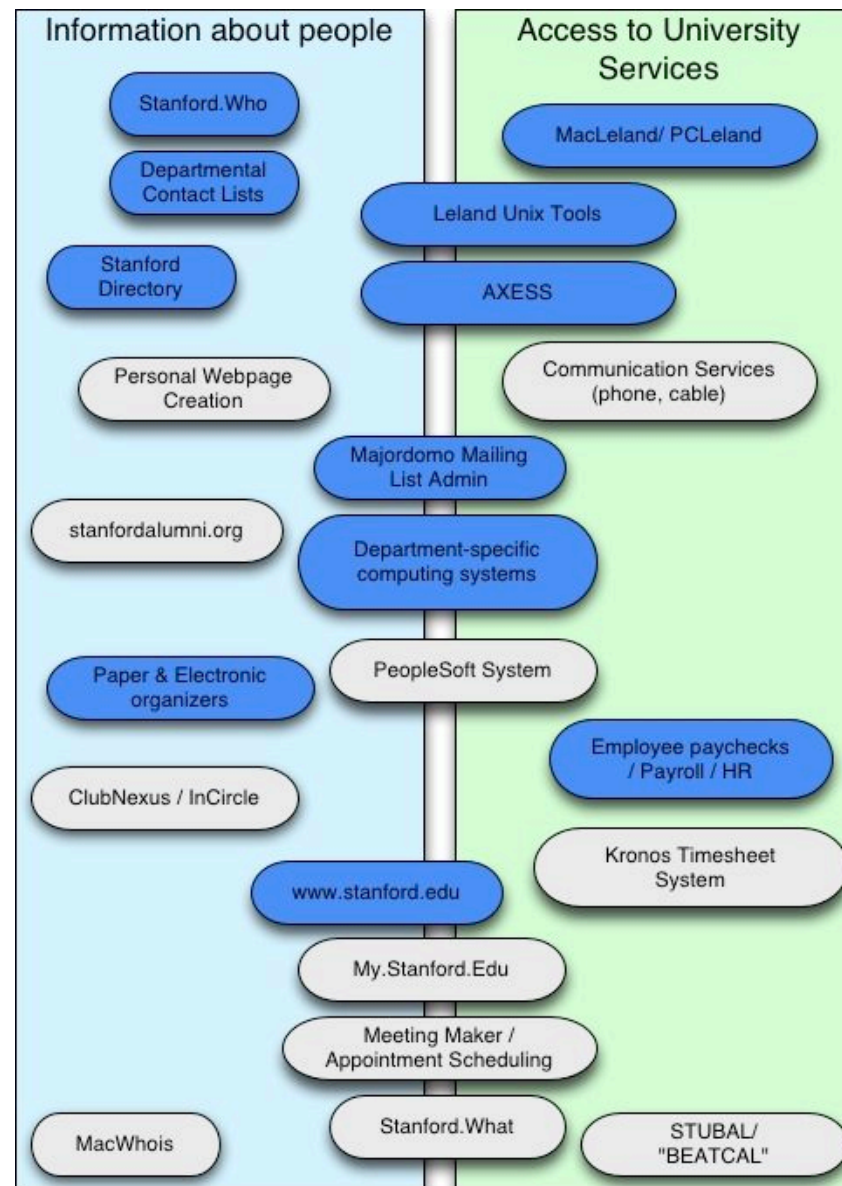 Information about people
Access to University
Services
Stanford.Who
MacLeland/ PCLeland
Departmental
Contact Lists
Leland Unix Tools
Stanford
Directory
AXESS
Personal Webpage
Creation
Communication Services
(phone, cable)
Majordomo Mailing
List Admin
stanfordalumni.org
Department-specific
computing systems
PeopleSoft System
Paper & Electronic
organizers
Employee paychecks
/ Payroll / HR
ClubNexus / InCircle
Kronos Timesheet
System
www.stanford.edu
My.Stanford.Edu
Meeting Maker /
Appointment Scheduling
Stanford.What
MacWhois
STUBAL/
"BEATCAL"